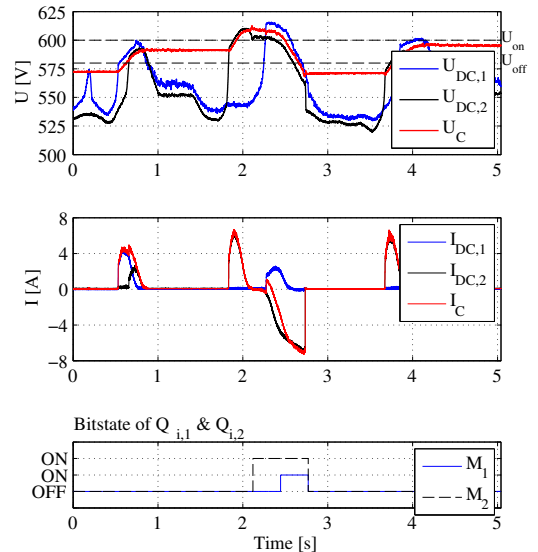 625
600
575
550
525
500
U [V]
0 1 2 3 4 5
U_on
U_off
U_DC,1
U_DC,2
U_C
8
4
0
-4
-8
I [A]
0 1 2 3 4 5
I_DC,1
I_DC,2
I_C
Bitstate of Q_i,1 & Q_i,2
ON
ON
OFF
0 1 2 3 4 5
Time [s]
M_1
M_2